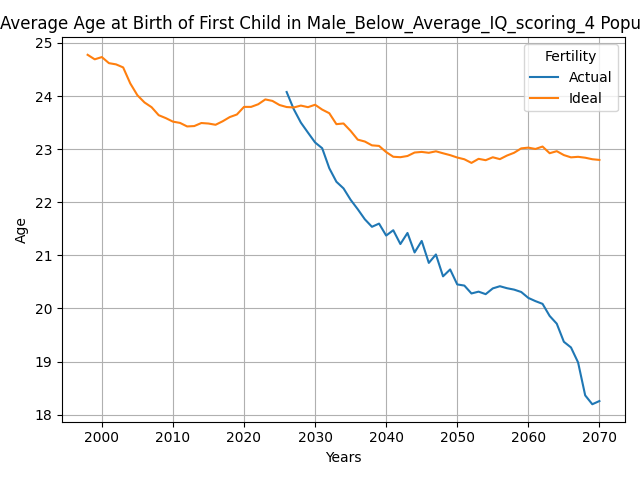 Average Age at Birth of First Child in Male_Below_Average_IQ_scoring_4 Popu
25
24
23
22
21
20
19
18
Age
Fertility
Actual
Ideal
2000 2010 2020 2030 2040 2050 2060 2070
Years